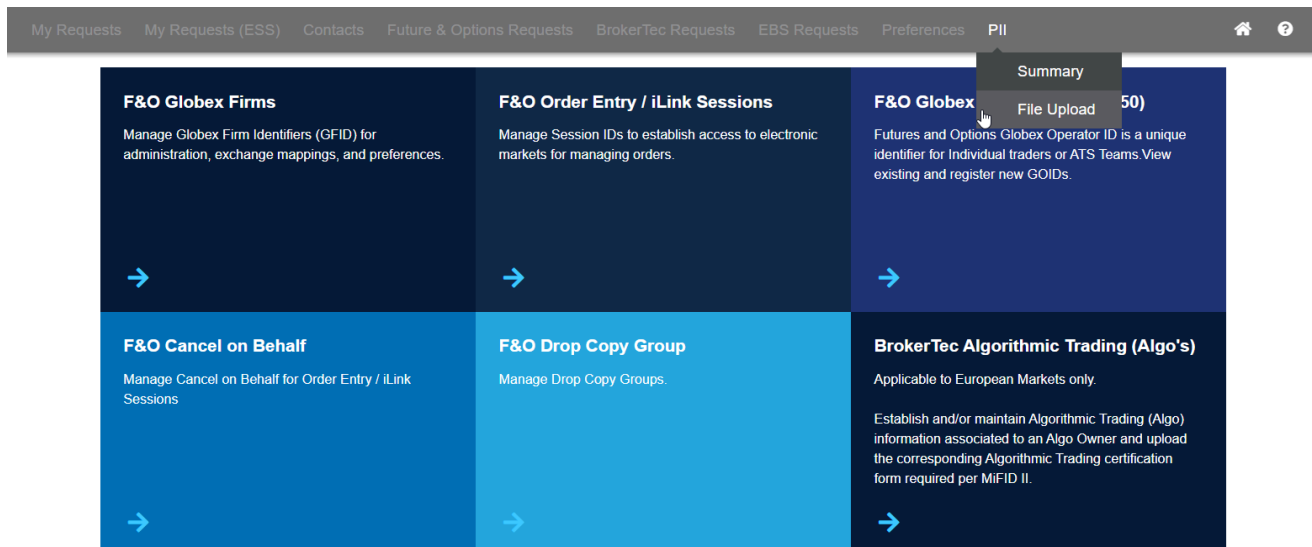 My Requests My Requests (ESS) Contacts Future & Options Requests BrokerTec Requests EBS Requests Preferences PII
Summary
File Upload
F&O Globex Firms
Manage Globex Firm Identifiers (GFID) for
administration, exchange mappings, and preferences.
F&O Order Entry / iLink Sessions
Manage Session IDs to establish access to electronic
markets for managing orders.
F&O Globex 50)
Futures and Options Globex Operator ID is a unique
identifier for Individual traders or ATS Teams.View
existing and register new GOIDs.
F&O Cancel on Behalf
Manage Cancel on Behalf for Order Entry / iLink
Sessions
F&O Drop Copy Group
Manage Drop Copy Groups.
BrokerTec Algorithmic Trading (Algo's)
Applicable to European Markets only.
Establish and/or maintain Algorithmic Trading (Algo)
information associated to an Algo Owner and upload
the corresponding Algorithmic Trading certification
form required per MiFID II.